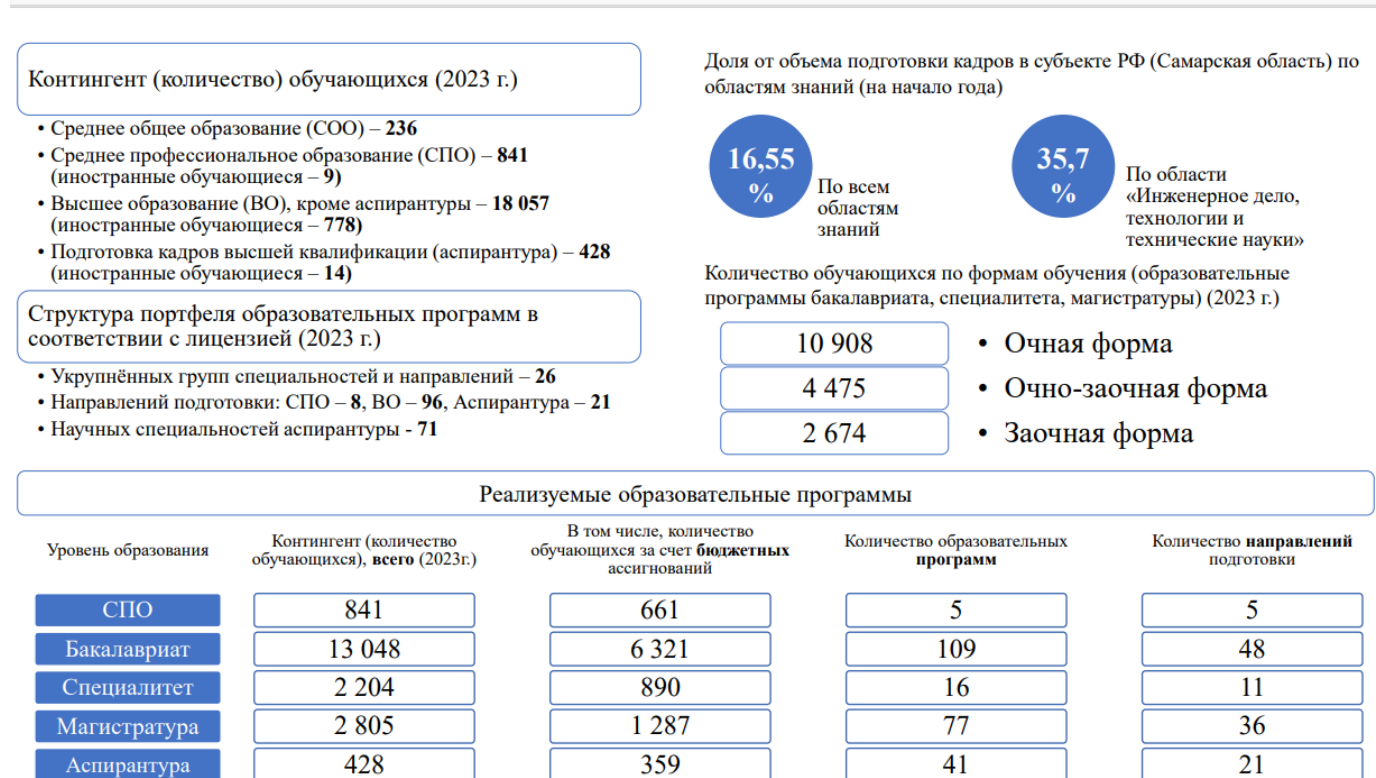 Контингент (количество) обучающихся (2023 г.)
• Среднее общее образование (СОО) – 236
• Среднее профессиональное образование (СПО) – 841
(иностранные обучающиеся – 9)
• Высшее образование (ВО), кроме аспирантуры – 18 057
(иностранные обучающиеся – 778)
• Подготовка кадров высшей квалификации (аспирантура) – 428
(иностранные обучающиеся – 14)
Структура портфеля образовательных программ в
соответствии с лицензией (2023 г.)
• Укрупнённых групп специальностей и направлений – 26
• Направлений подготовки: СПО – 8, ВО – 96, Аспирантура – 21
• Научных специальностей аспирантуры - 71
Доля от объема подготовки кадров в субъекте РФ (Самарская область) по
областям знаний (на начало года)
16,55
%
По всем
областям
знаний
35,7
%
По области
«Инженерное дело,
технологии и
технические науки»
Количество обучающихся по формам обучения (образовательные
программы бакалавриата, специалитета, магистратуры) (2023 г.)
10 908 • Очная форма
4 475 • Очно-заочная форма
2 674 • Заочная форма
Реализуемые образовательные программы
Уровень образования
Контингент (количество
обучающихся), всего (2023г.)
В том числе, количество
обучающихся за счет бюджетных
ассигнований
Количество образовательных
программ
Количество направлений
подготовки
СПО 841 661 5 5
Бакалавриат 13 048 6 321 109 48
Специалитет 2 204 890 16 11
Магистратура 2 805 1 287 77 36
Аспирантура 428 359 41 21